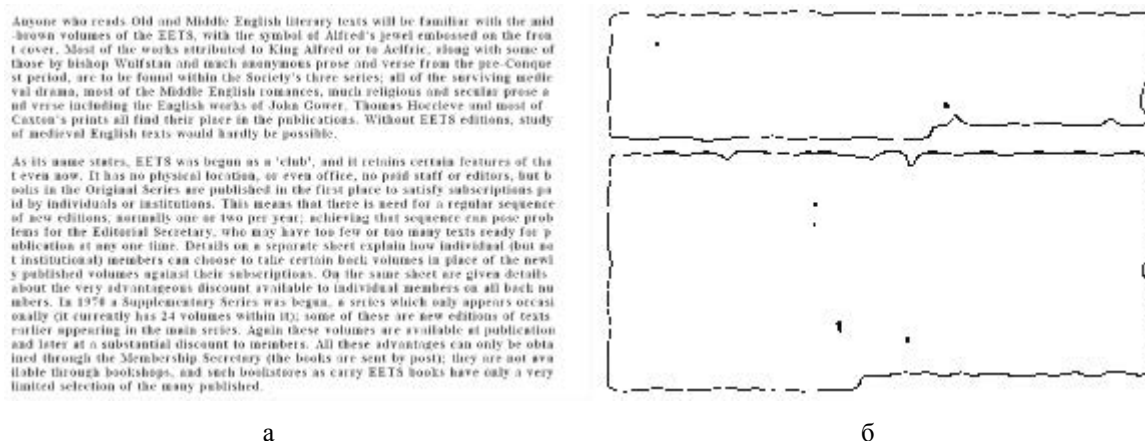 Anyone who reads Old and Middle English literary texts will be familiar with the mid
-brown volumes of the EETS, with the symbol of Alfred's jewel embossed on the fron
t cover. Most of the works attributed to King Alfred or to Aelfric, along with some of
those by bishop Wulfstan and much anonymous prose and verse from the pre-Conque
st period, are to be found within the Society's three series; all of the surviving medie
val drama, most of the Middle English romances, much religious and secular prose a
nd verse including the English works of John Gower, Thomas Hoccleve and most of
Caxton's prints all find their place in the publications. Without EETS editions, study
of medieval English texts would hardly be possible.
As its name states, EETS was begun as a 'club', and it retains certain features of tha
t even now. It has no physical location, or even office, no paid staff or editors, but b
ooks in the Original Series are published in the first place to satisfy subscriptions pa
id by individuals or institutions. This means that there is need for a regular sequence
of new editions, normally one or two per year; achieving that sequence can pose prob
lems for the Editorial Secretary, who may have too few or too many texts ready for p
ublication at any one time. Details on a separate sheet explain how individual (but no
t institutional) members can choose to take certain back volumes in place of the newl
y published volumes against their subscriptions. On the same sheet are given details
about the very advantageous discount available to individual members on all back nu
mbers. In 1970 a Supplementary Series was begun, a series which only appears occasi
onally (it currently has 24 volumes within it); some of these are new editions of texts
earlier appearing in the main series. Again these volumes are available at publication
and later at a substantial discount to members. All these advantages can only be obta
ined through the Membership Secretary (the books are sent by post); they are not ava
ilable through bookshops, and such bookstores as carry EETS books have only a very
limited selection of the many published.
а
б